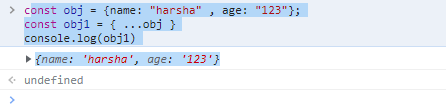 const obj = {name: "harsha" , age: "123"};
const obj1 = { ...obj }
console.log(obj1)
{name: 'harsha', age: '123'}
undefined